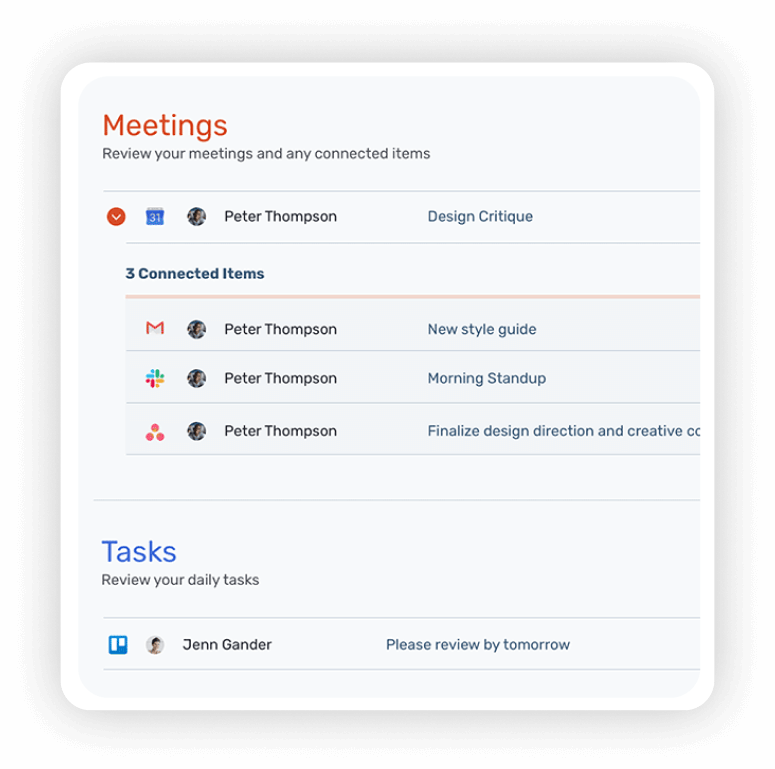 Meetings
Review your meetings and any connected items
31 Peter Thompson Design Critique
3 Connected Items
Peter Thompson New style guide
Peter Thompson Morning Standup
Peter Thompson Finalize design direction and creative
Tasks
Review your daily tasks
Jenn Gander Please review by tomorrow